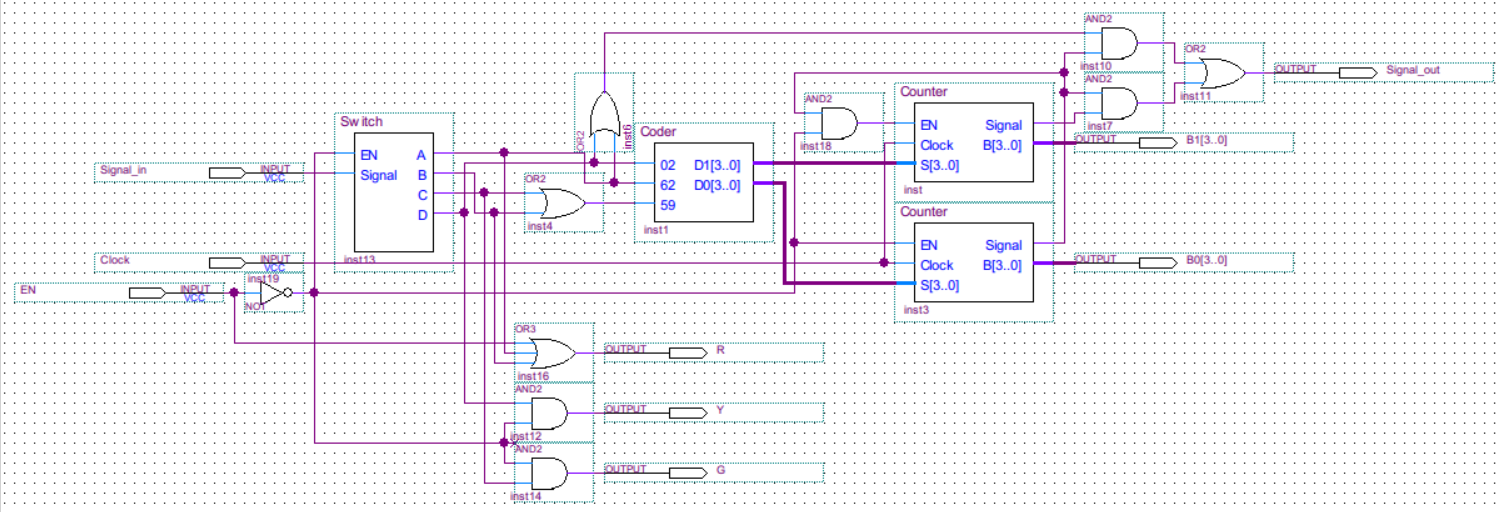 AND2
inst10
OR2
inst11
OUTPUT
Signal_out
AND2
inst7
OR2
inst6
Counter
EN
Clock
S[3..0]
Signal
B[3..0]
inst
OUTPUT
B1[3..0]
AND2
inst18
Switch
EN
Signal
A
B
C
D
inst13
Coder
02
62
59
D1[3..0]
D0[3..0]
inst1
Signal_in
INPUT
VCC
OR2
inst4
Counter
EN
Clock
S[3..0]
Signal
B[3..0]
inst3
OUTPUT
B0[3..0]
Clock
INPUT
VCC
EN
INPUT
VCC
inst19
NOT
OR3
inst16
OUTPUT
R
AND2
inst12
OUTPUT
Y
AND2
inst14
OUTPUT
G